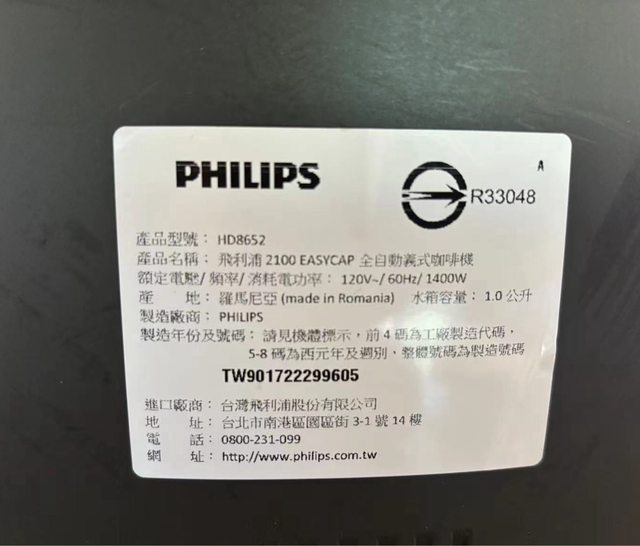 PHILIPS
A
R33048
產品型號： HD8652
產品名稱： 飛利浦 2100 EASYCAP 全自動義式咖啡機
額定電壓/ 頻率/ 消耗電功率： 120V~/ 60Hz/ 1400W
產 地： 羅馬尼亞 (made in Romania) 水箱容量： 1.0 公升
製造廠商： PHILIPS
製造年份及號碼： 請見機體標示，前 4 碼為工廠製造代碼，
5-8 碼為西元年及週別，整體號碼為製造號碼
TW901722299605
進口廠商： 台灣飛利浦股份有限公司
地 址： 台北市南港區園區街 3-1 號 14 樓
電 話： 0800-231-099
網 址： http://www.philips.com.tw